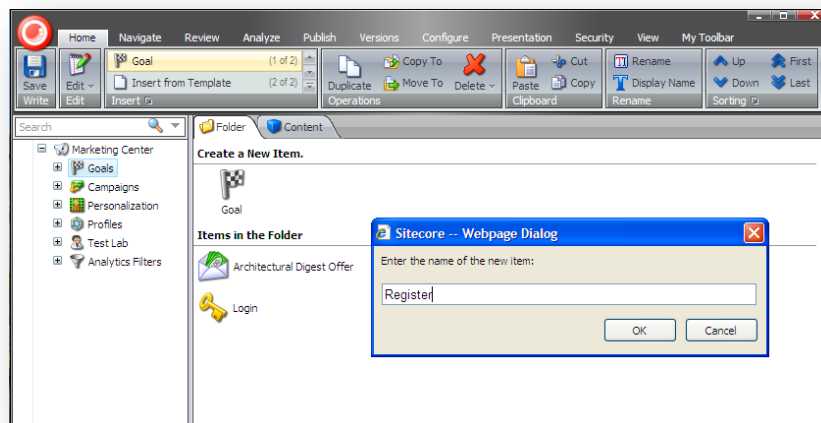 Home Navigate Review Analyze Publish Versions Configure Presentation Security View My Toolbar
Save
Write
Edit
Edit
Goal (1 of 2)
Insert from Template (2 of 2)
Insert
Duplicate
Copy To
Move To
Delete
Operations
Paste
Cut
Copy
Clipboard
Rename
Display Name
Rename
Up
Down
First
Last
Sorting
Search
Marketing Center
Goals
Campaigns
Personalization
Profiles
Test Lab
Analytics Filters
Folder Content
Create a New Item.
Goal
Items in the Folder
Architectural Digest Offer
Login
Sitecore -- Webpage Dialog
Enter the name of the new item:
Register
OK Cancel